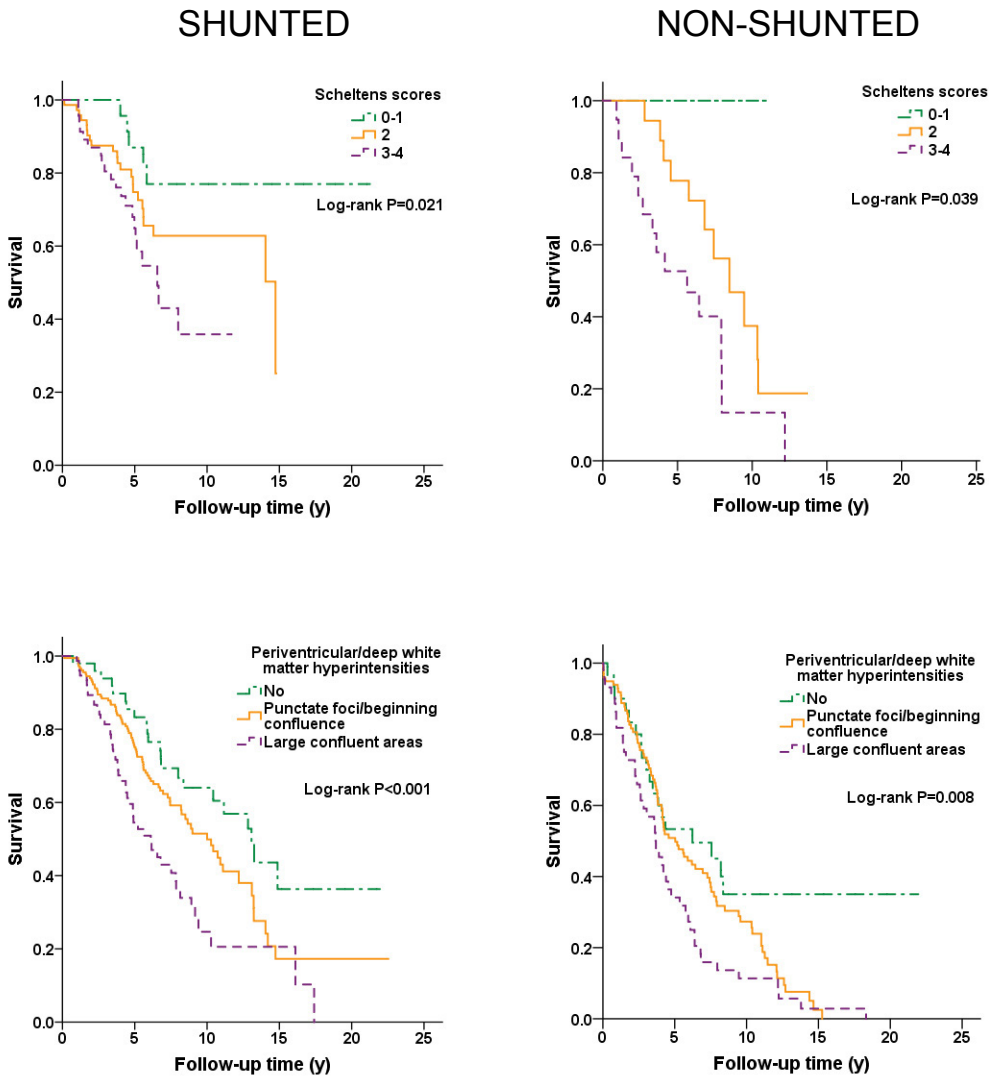 SHUNTED
NON-SHUNTED
Scheltens scores
0-1
2
3-4
Log-rank P=0.021
1.0
0.8
0.6
0.4
0.2
0.0
Survival
0 5 10 15 20 25
Follow-up time (y)
Scheltens scores
0-1
2
3-4
Log-rank P=0.039
1.0
0.8
0.6
0.4
0.2
0.0
Survival
0 5 10 15 20 25
Follow-up time (y)
Periventricular/deep white
matter hyperintensities
No
Punctate foci/beginning
confluence
Large confluent areas
Log-rank P<0.001
1.0
0.8
0.6
0.4
0.2
0.0
Survival
0 5 10 15 20 25
Follow-up time (y)
Periventricular/deep white
matter hyperintensities
No
Punctate foci/beginning
confluence
Large confluent areas
Log-rank P=0.008
1.0
0.8
0.6
0.4
0.2
0.0
Survival
0 5 10 15 20 25
Follow-up time (y)